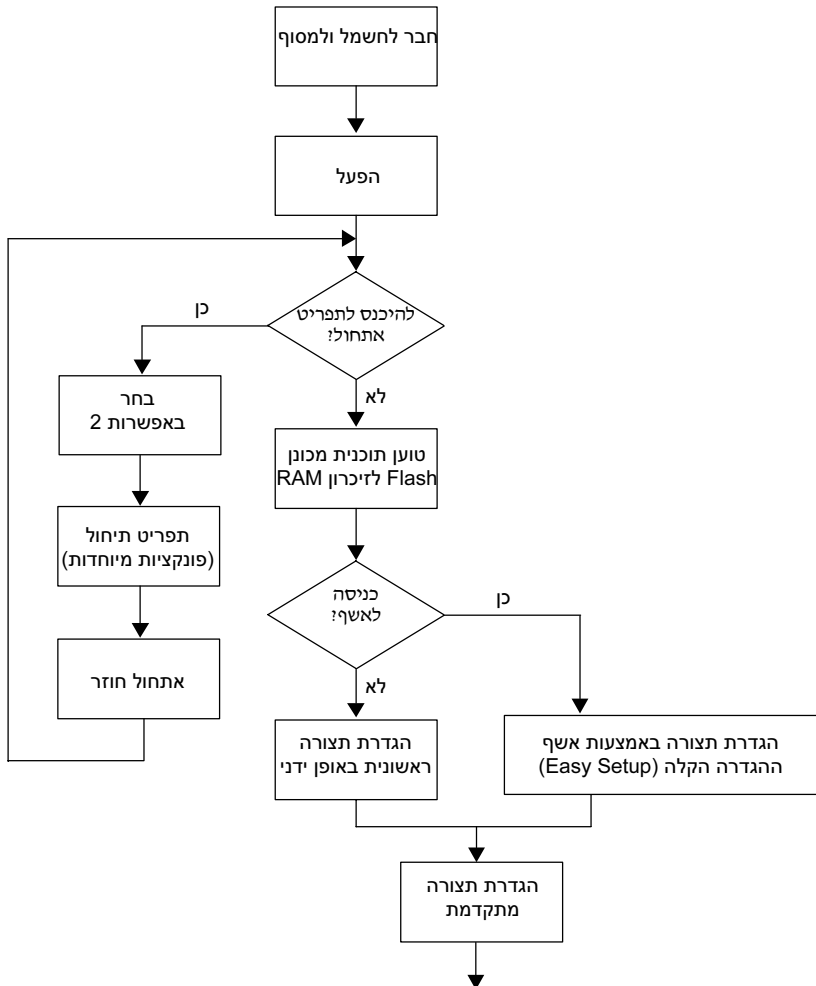 חבר לחשמל ולמסוף
הפעל
להיכנס לתפריט
אתחול?
כן
לא
בחר
באפשרות 2
טוען תוכנית מכונן
Flash לזיכרון RAM
תפריט תיחול
(פונקציות מיוחדות)
כניסה
לאשף?
כן
לא
אתחול חוזר
הגדרת תצורה
ראשונית באופן ידני
הגדרת תצורה באמצעות אשף
ההגדרה הקלה (Easy Setup)
הגדרת תצורה
מתקדמת